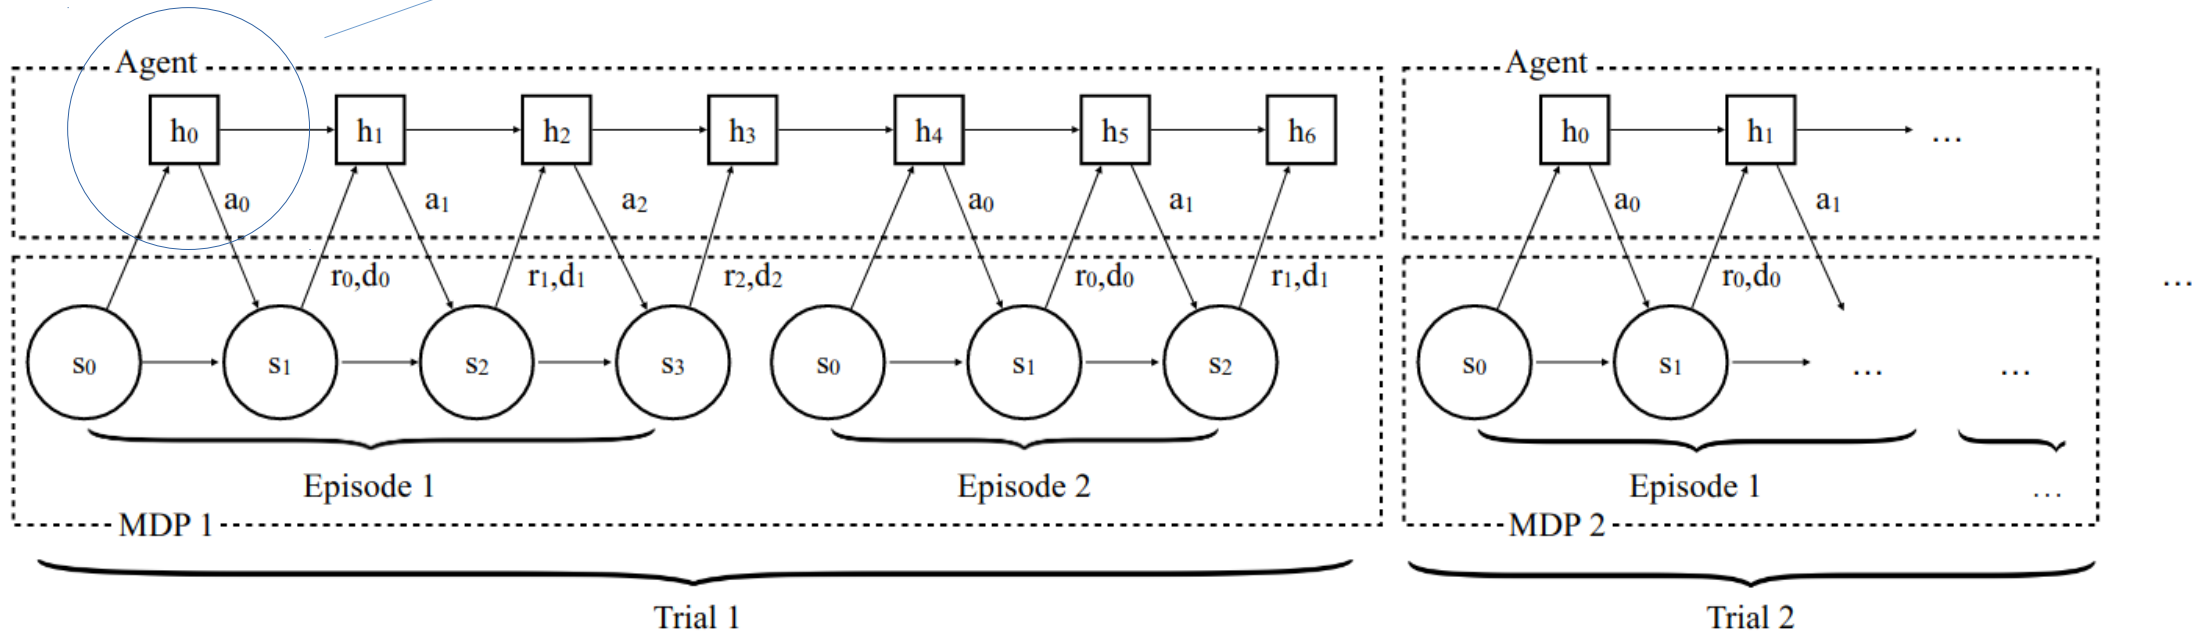 Agent Agent
h0 h1 h2 h3 h4 h5 h6 h0 h1 ...
a0 a1 a2 a0 a1 a0 a1
r0,d0 r1,d1 r2,d2 r0,d0 r1,d1 r0,d0 ...
s0 s1 s2 s3 s0 s1 s2 s0 s1 ... ...
Episode 1 Episode 2 Episode 1 ...
MDP 1 MDP 2
Trial 1 Trial 2